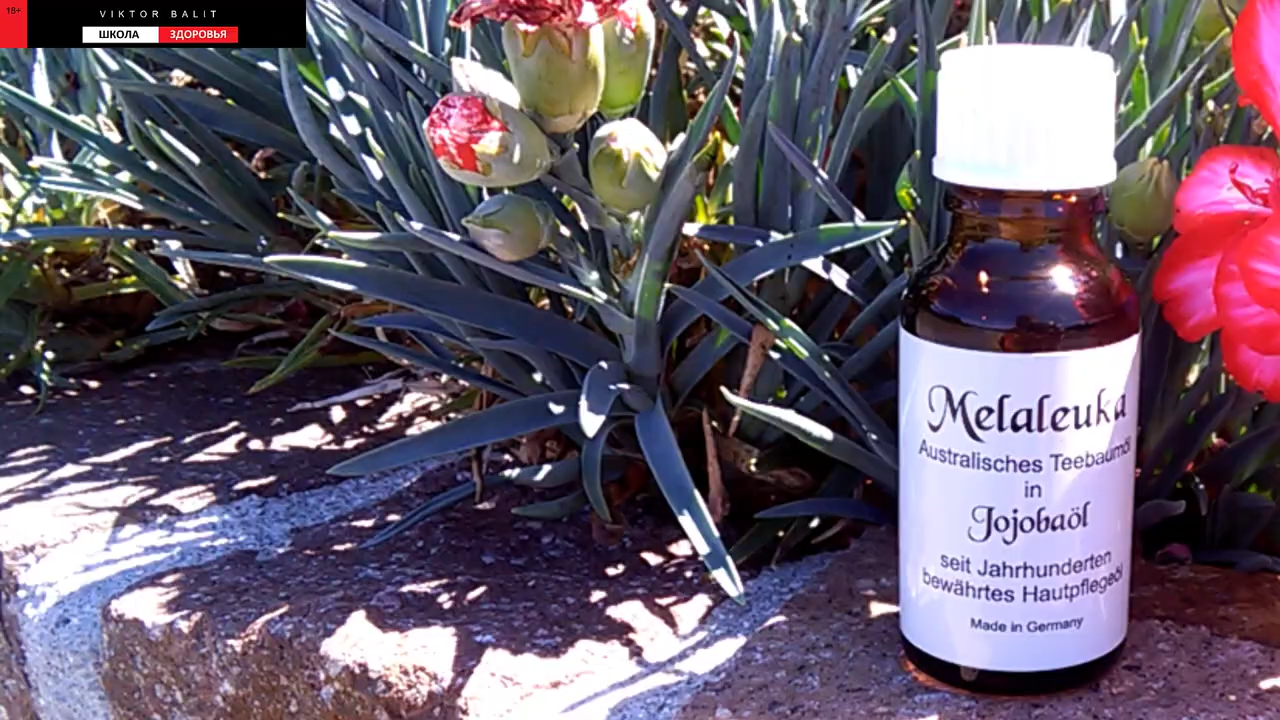 18+
VIKTOR BALIT
ШКОЛА ЗДОРОВЬЯ
Melaleuka
Australisches Teebaumöl
in
Jojobaöl
seit Jahrhunderten
bewährtes Hautpflegeöl
Made in Germany